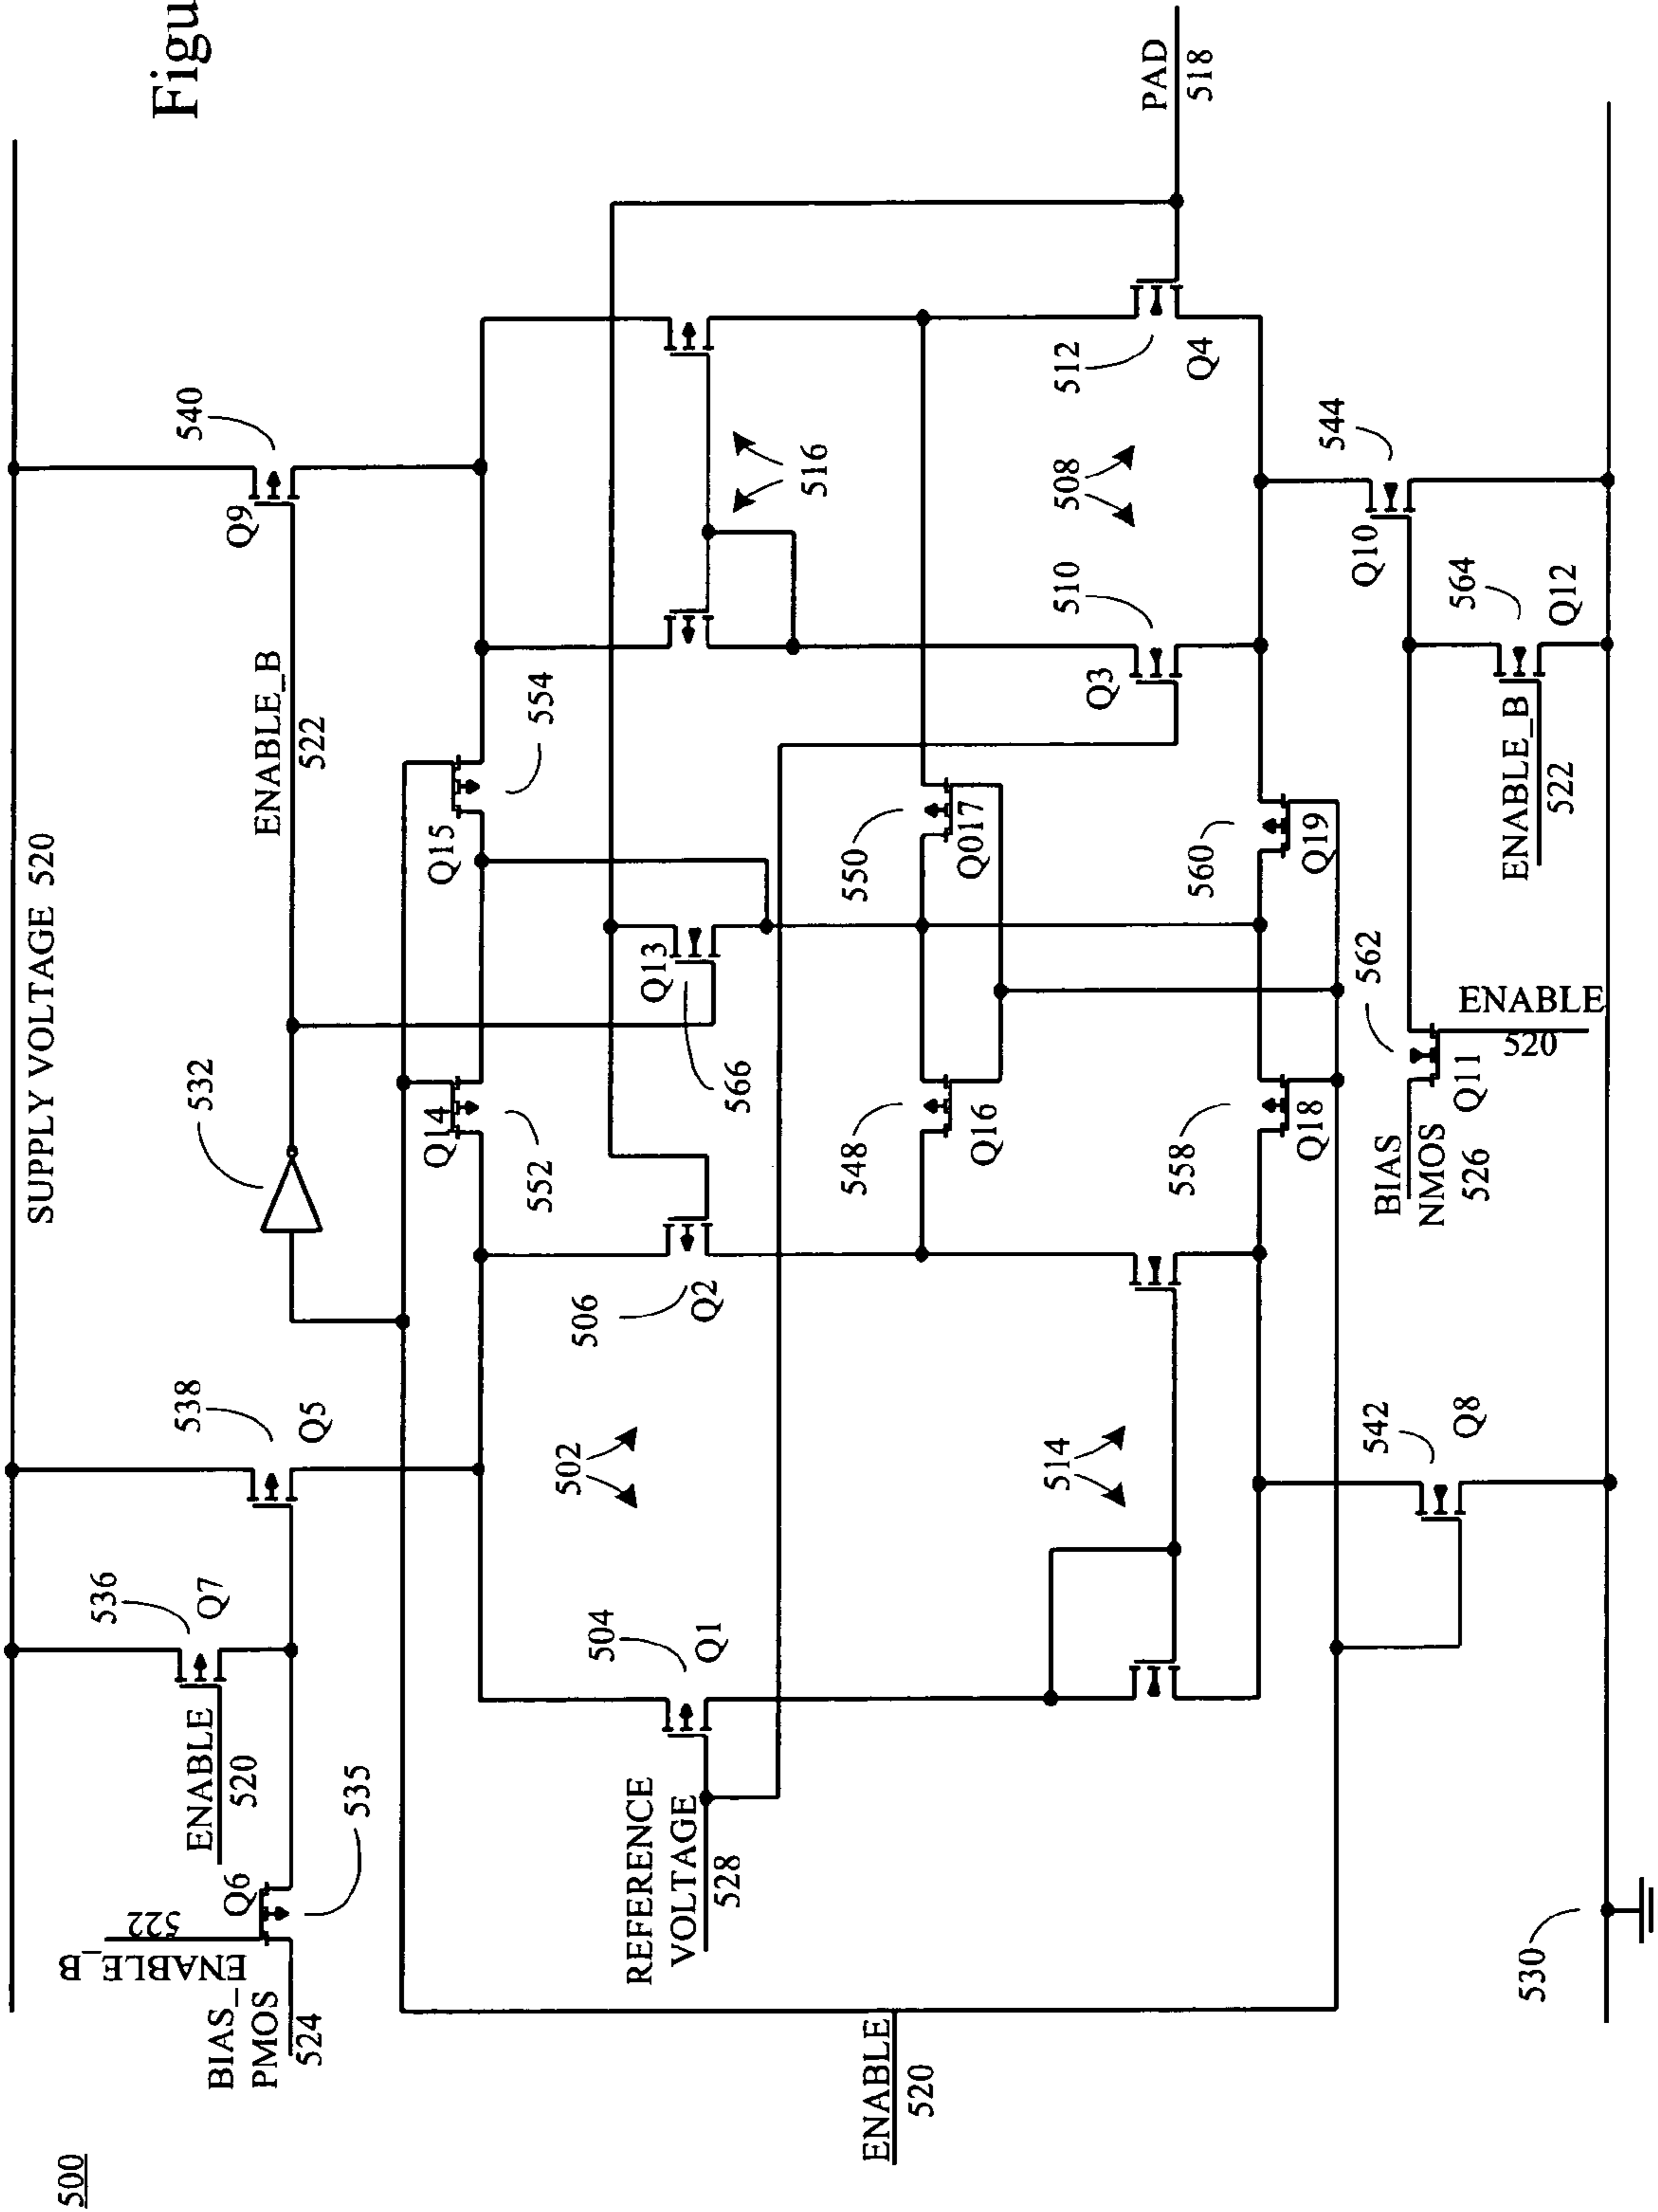 500
Figu
SUPPLY VOLTAGE 520
BIAS_
PMOS
524
ENABLE_B
522
Q6
535
ENABLE
520
536
Q7
538
Q5
532
ENABLE_B
522
540
Q9
Q14
552
Q15
554
REFERENCE
VOLTAGE
528
504
Q1
502
506
Q2
Q13
566
516
ENABLE
520
514
548
Q16
550
Q017
510
Q3
508
512
Q4
PAD
518
558
Q18
560
Q19
542
Q8
BIAS
NMOS
526
562
Q11
ENABLE
520
544
Q10
ENABLE_B
522
564
Q12
530